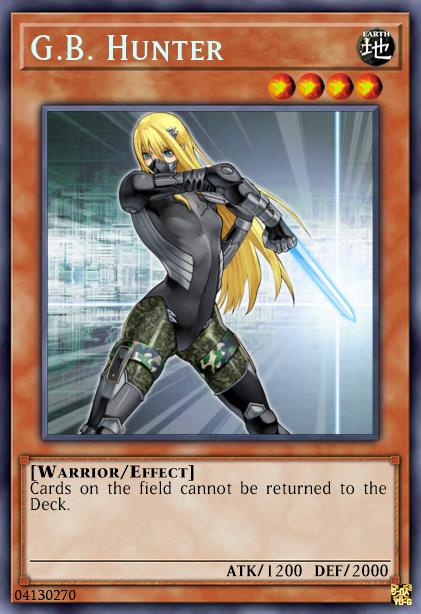 G.B. Hunter
EARTH
地
[Warrior/Effect]
Cards on the field cannot be returned to the
Deck.
ATK/1200 DEF/2000
04130270